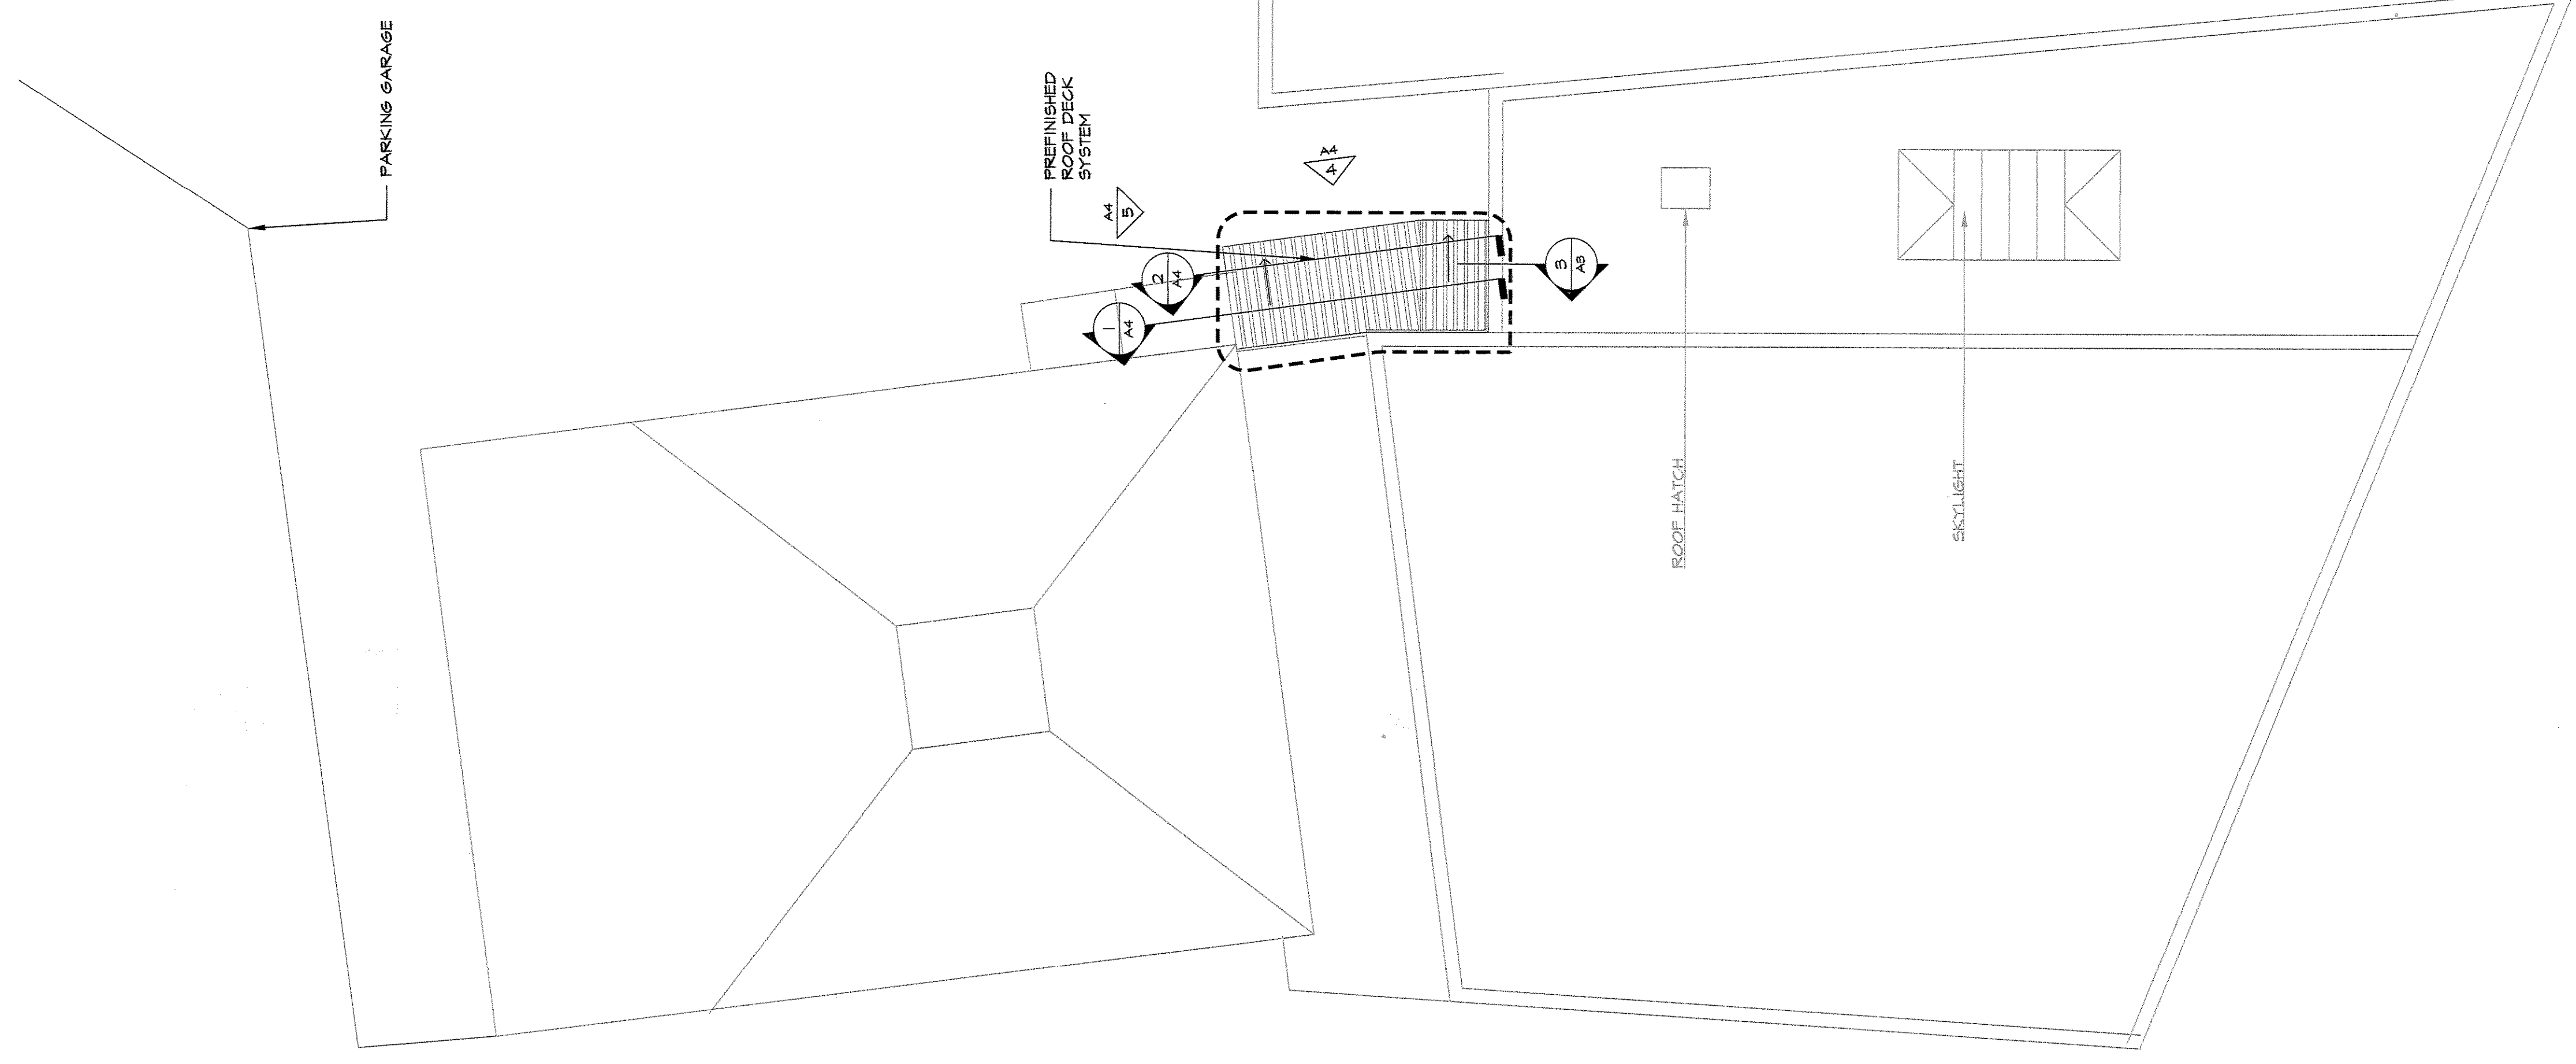 PARKING GARAGE
PREFINISHED
ROOF DECK
SYSTEM
A4
5
A4
4
1
A4
2
A4
3
A3
ROOF HATCH
SKYLIGHT